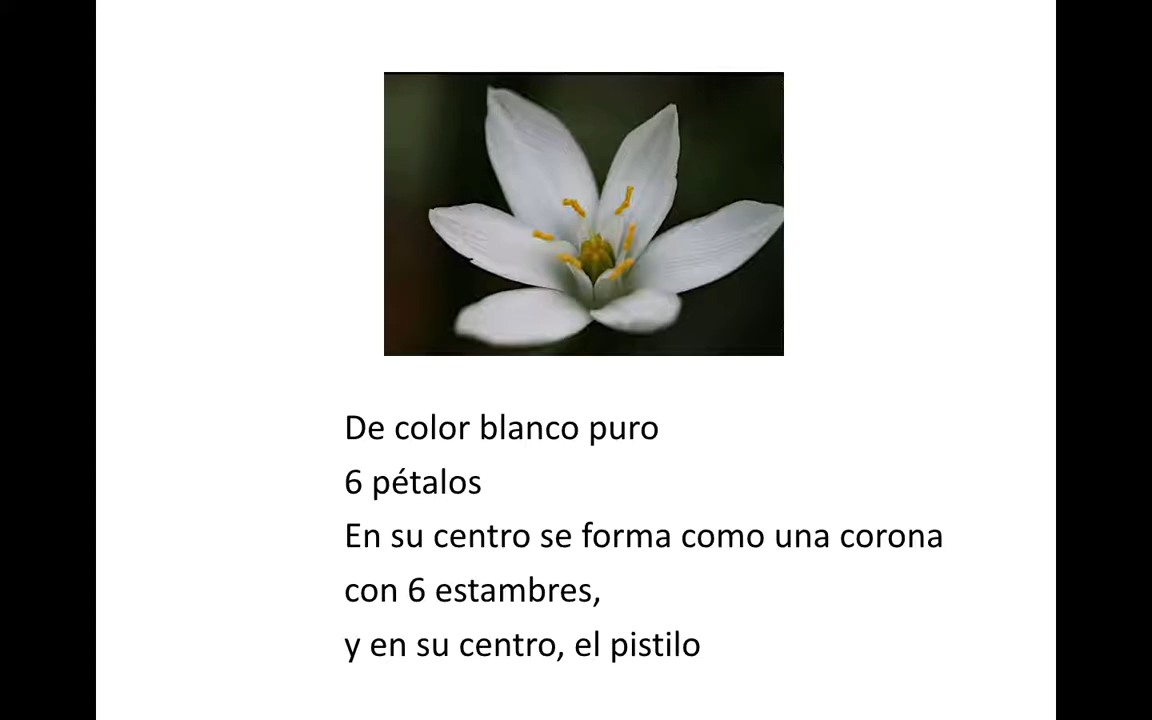 De color blanco puro
6 pétalos
En su centro se forma como una corona
con 6 estambres,
y en su centro, el pistilo